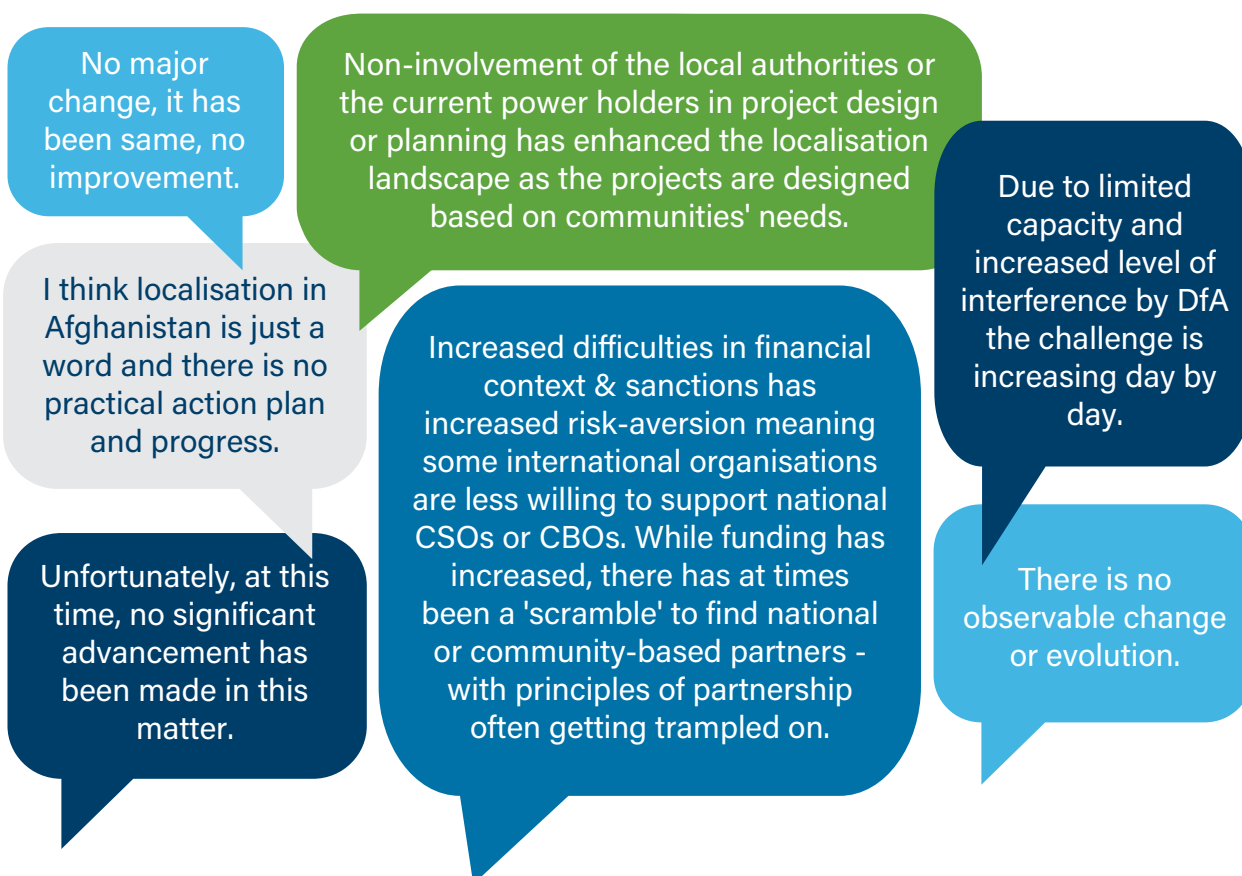 No major
change, it has
been same, no
improvement.
Non-involvement of the local authorities or
the current power holders in project design
or planning has enhanced the localisation
landscape as the projects are designed
based on communities' needs.
Due to limited
capacity and
increased level of
interference by DfA
the challenge is
increasing day by
day.
I think localisation in
Afghanistan is just a
word and there is no
practical action plan
and progress.
Increased difficulties in financial
context & sanctions has
increased risk-aversion meaning
some international organisations
are less willing to support national
CSOs or CBOs. While funding has
increased, there has at times
been a 'scramble' to find national
or community-based partners -
with principles of partnership
often getting trampled on.
Unfortunately, at this
time, no significant
advancement has
been made in this
matter.
There is no
observable change
or evolution.